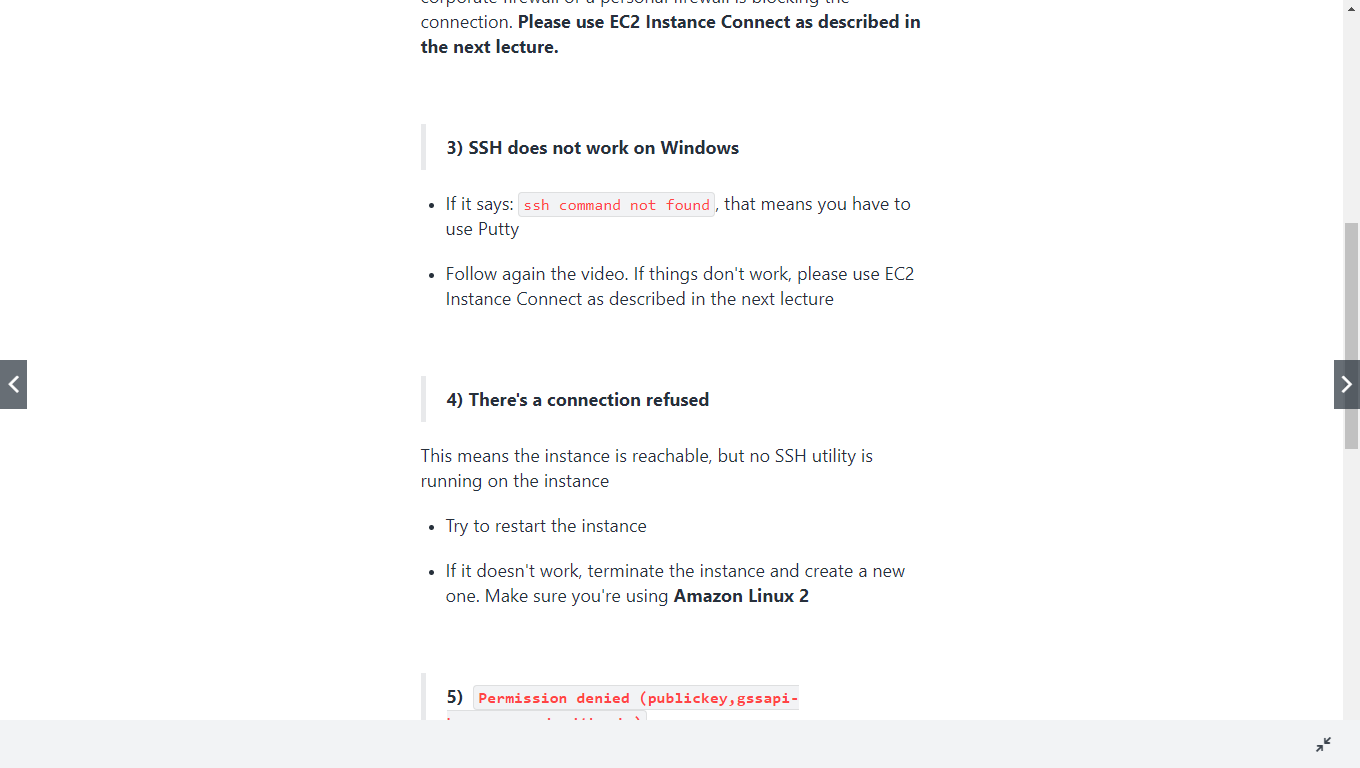 connection. Please use EC2 Instance Connect as described in
the next lecture.
3) SSH does not work on Windows
If it says: ssh command not found, that means you have to
use Putty
Follow again the video. If things don't work, please use EC2
Instance Connect as described in the next lecture
4) There's a connection refused
This means the instance is reachable, but no SSH utility is
running on the instance
Try to restart the instance
If it doesn't work, terminate the instance and create a new
one. Make sure you're using Amazon Linux 2
5) Permission denied (publickey,gssapi-